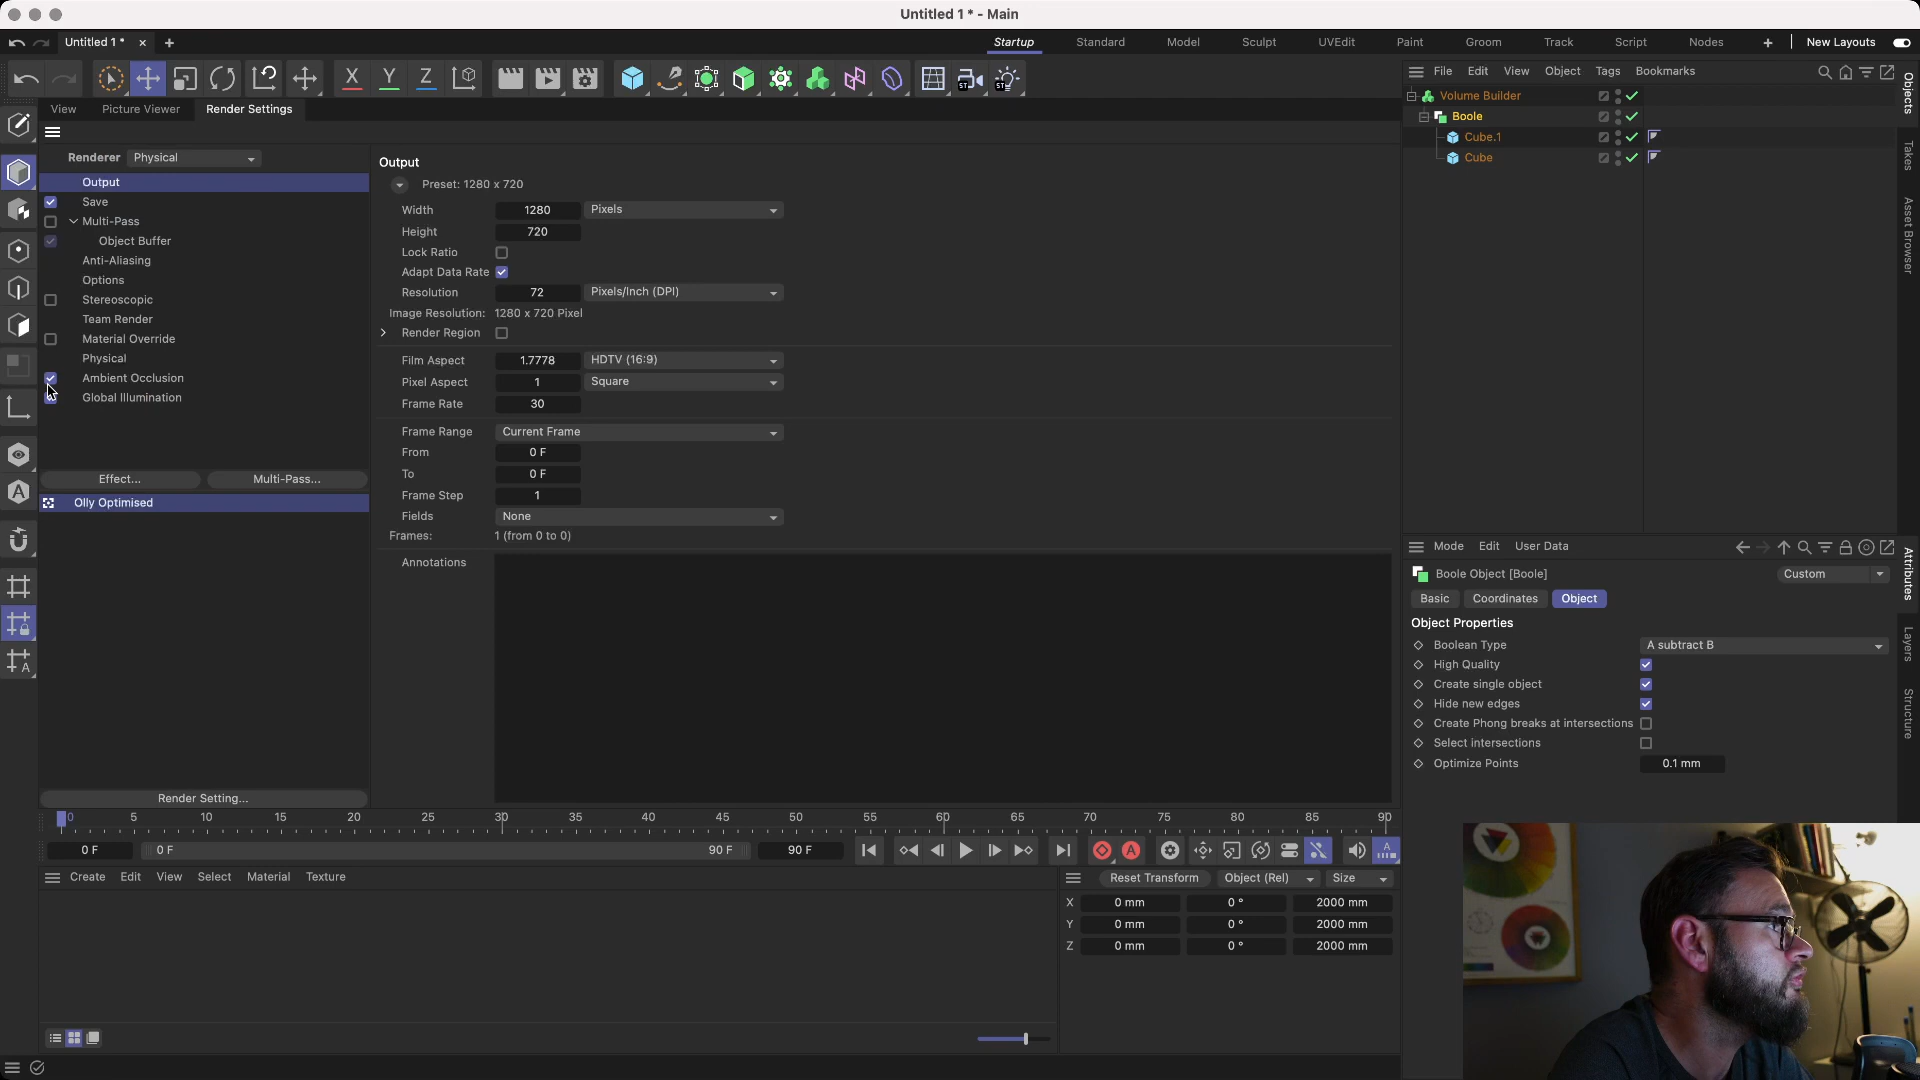 Untitled 1 * - Main
Untitled 1 *
Startup Standard Model Sculpt UVEdit Paint Groom Track Script Nodes New Layouts
X Y Z
ST ST
File Edit View Object Tags Bookmarks
View Picture Viewer Render Settings
Volume Builder
Boole
Cube.1
Cube
Objects
Takes
Asset Browser
Renderer Physical
Output
Save
Multi-Pass
Object Buffer
Anti-Aliasing
Options
Stereoscopic
Team Render
Material Override
Physical
Ambient Occlusion
Global Illumination
Effect... Multi-Pass...
Olly Optimised
Render Setting...
Output
Preset: 1280 x 720
Width 1280 Pixels
Height 720
Lock Ratio
Adapt Data Rate
Resolution 72 Pixels/Inch (DPI)
Image Resolution: 1280 x 720 Pixel
Render Region
Film Aspect 1.7778 HDTV (16:9)
Pixel Aspect 1 Square
Frame Rate 30
Frame Range Current Frame
From 0 F
To 0 F
Frame Step 1
Fields None
Frames: 1 (from 0 to 0)
Annotations
Mode Edit User Data
Boole Object [Boole] Custom
Basic Coordinates Object
Object Properties
Boolean Type A subtract B
High Quality
Create single object
Hide new edges
Create Phong breaks at intersections
Select intersections
Optimize Points 0.1 mm
Attributes
Layers
Structure
0 5 10 15 20 25 30 35 40 45 50 55 60 65 70 75 80 85 90
0 F 0 F 90 F 90 F
Create Edit View Select Material Texture
Reset Transform Object (Rel) Size
X 0 mm 0 ° 2000 mm
Y 0 mm 0 ° 2000 mm
Z 0 mm 0 ° 2000 mm